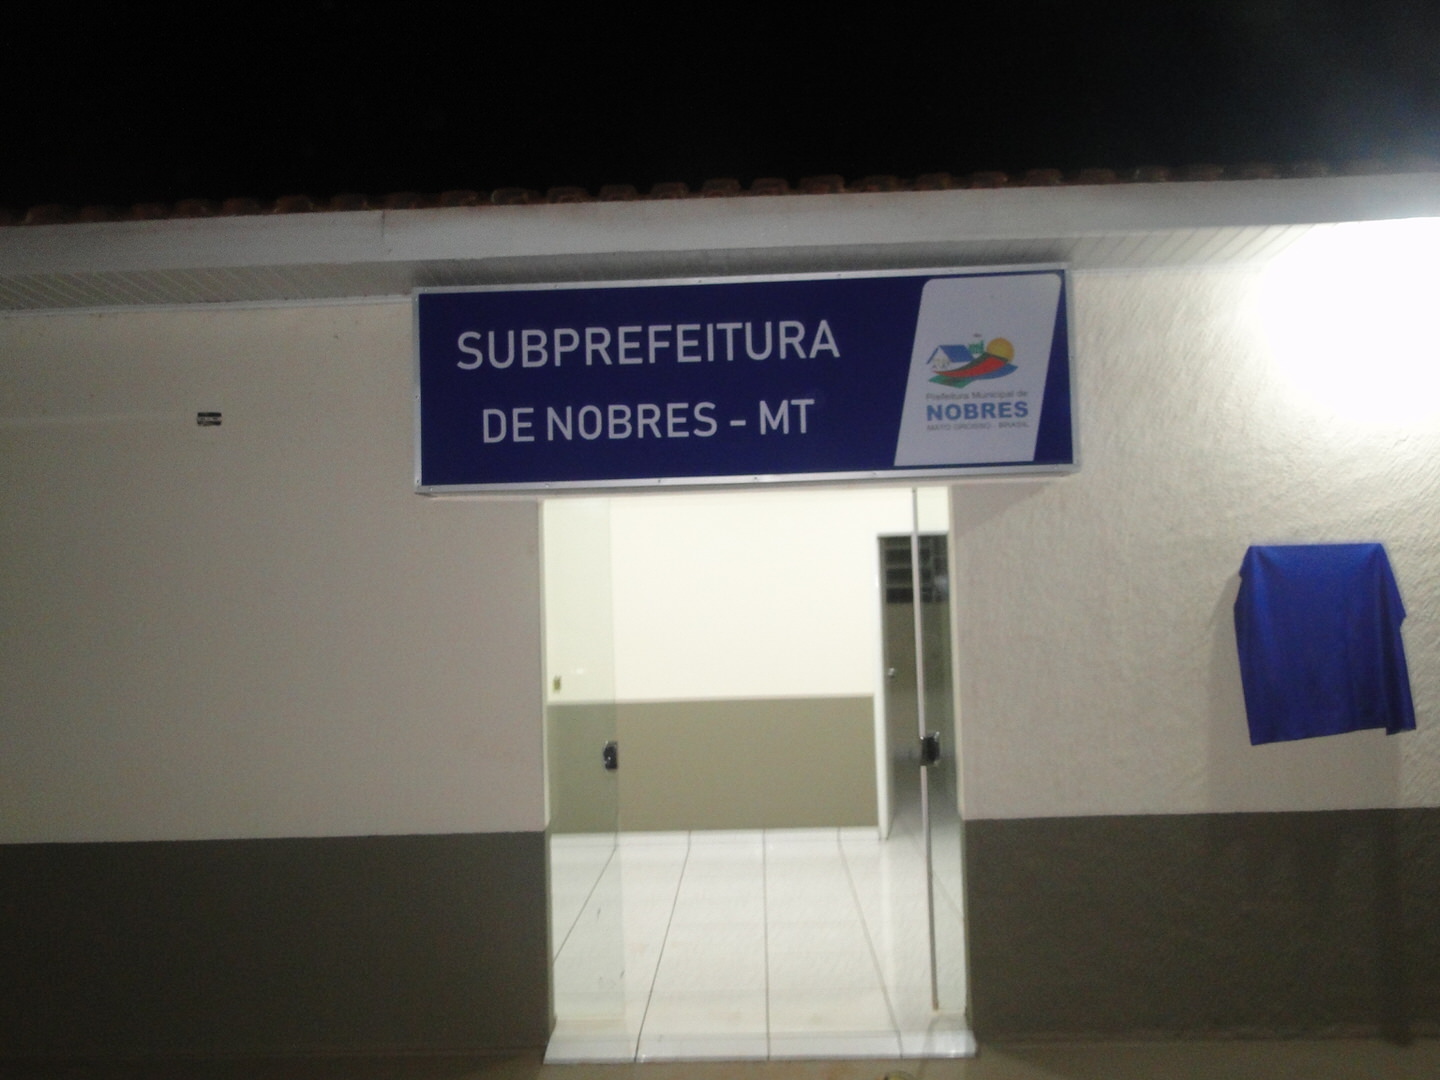 SUBPREFEITURA
DE NOBRES - MT
Prefeitura Municipal de
NOBRES
MATO GROSSO - BRASIL